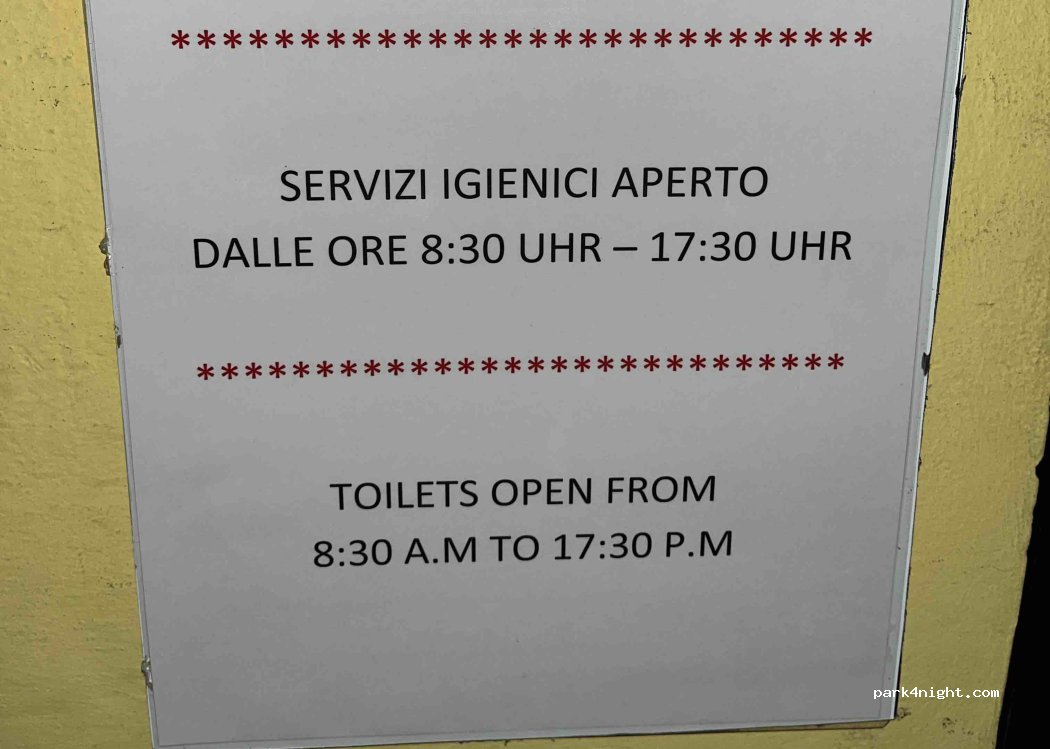 ****************************
SERVIZI IGIENICI APERTO
DALLE ORE 8:30 UHR – 17:30 UHR
****************************
TOILETS OPEN FROM
8:30 A.M TO 17:30 P.M
park4night.com